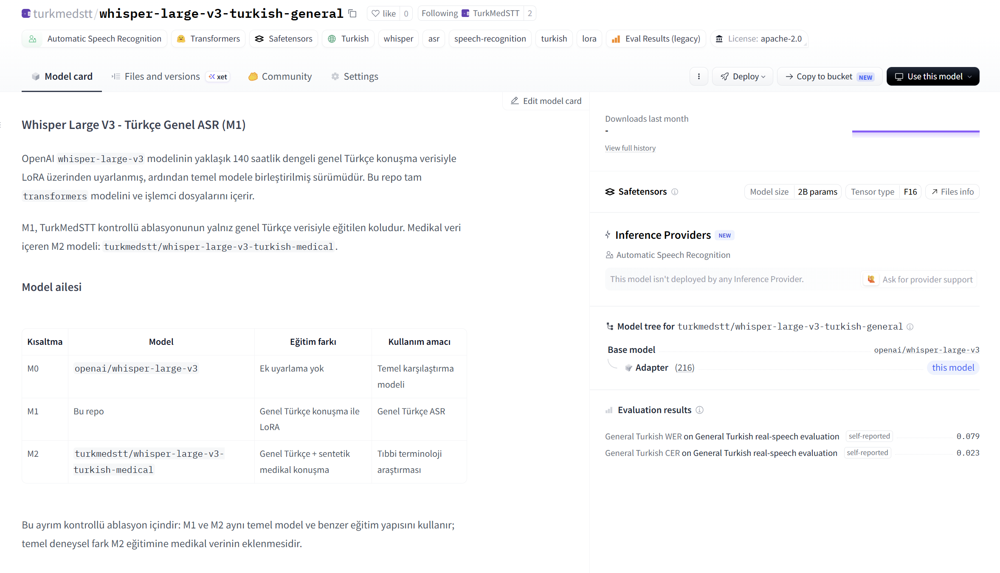 turkmedstt/whisper-large-v3-turkish-general like 0 Following TurkMedSTT 2
Automatic Speech Recognition Transformers Safetensors Turkish whisper asr speech-recognition turkish lora Eval Results (legacy) License: apache-2.0
Model card Files and versions xet Community Settings Deploy Copy to bucket NEW Use this model
Edit model card
Whisper Large V3 - Türkçe Genel ASR (M1)
OpenAI whisper-large-v3 modelinin yaklaşık 140 saatlik dengeli genel Türkçe konuşma verisiyle
LoRA üzerinden uyarlanmış, ardından temel modele birleştirilmiş sürümüdür. Bu repo tam
transformers modelini ve işlemci dosyalarını içerir.
M1, TurkMedSTT kontrollü ablasyonunun yalnız genel Türkçe verisiyle eğitilen koludur. Medikal veri
içeren M2 modeli: turkmedstt/whisper-large-v3-turkish-medical.
Model ailesi
Kısaltma Model Eğitim farkı Kullanım amacı
M0 openai/whisper-large-v3 Ek uyarlama yok Temel karşılaştırma
modeli
M1 Bu repo Genel Türkçe konuşma ile Genel Türkçe ASR
LoRA
M2 turkmedstt/whisper-large-v3- Genel Türkçe + sentetik Tıbbi terminoloji
turkish-medical medikal konuşma araştırması
Bu ayrım kontrollü ablasyon içindir: M1 ve M2 aynı temel model ve benzer eğitim yapısını kullanır;
temel deneysel fark M2 eğitimine medikal verinin eklenmesidir.
Downloads last month
-
View full history
Safetensors Model size 2B params Tensor type F16 Files info
Inference Providers NEW
Automatic Speech Recognition
This model isn't deployed by any Inference Provider. Ask for provider support
Model tree for turkmedstt/whisper-large-v3-turkish-general
Base model openai/whisper-large-v3
Adapter (216) this model
Evaluation results
General Turkish WER on General Turkish real-speech evaluation self-reported 0.079
General Turkish CER on General Turkish real-speech evaluation self-reported 0.023